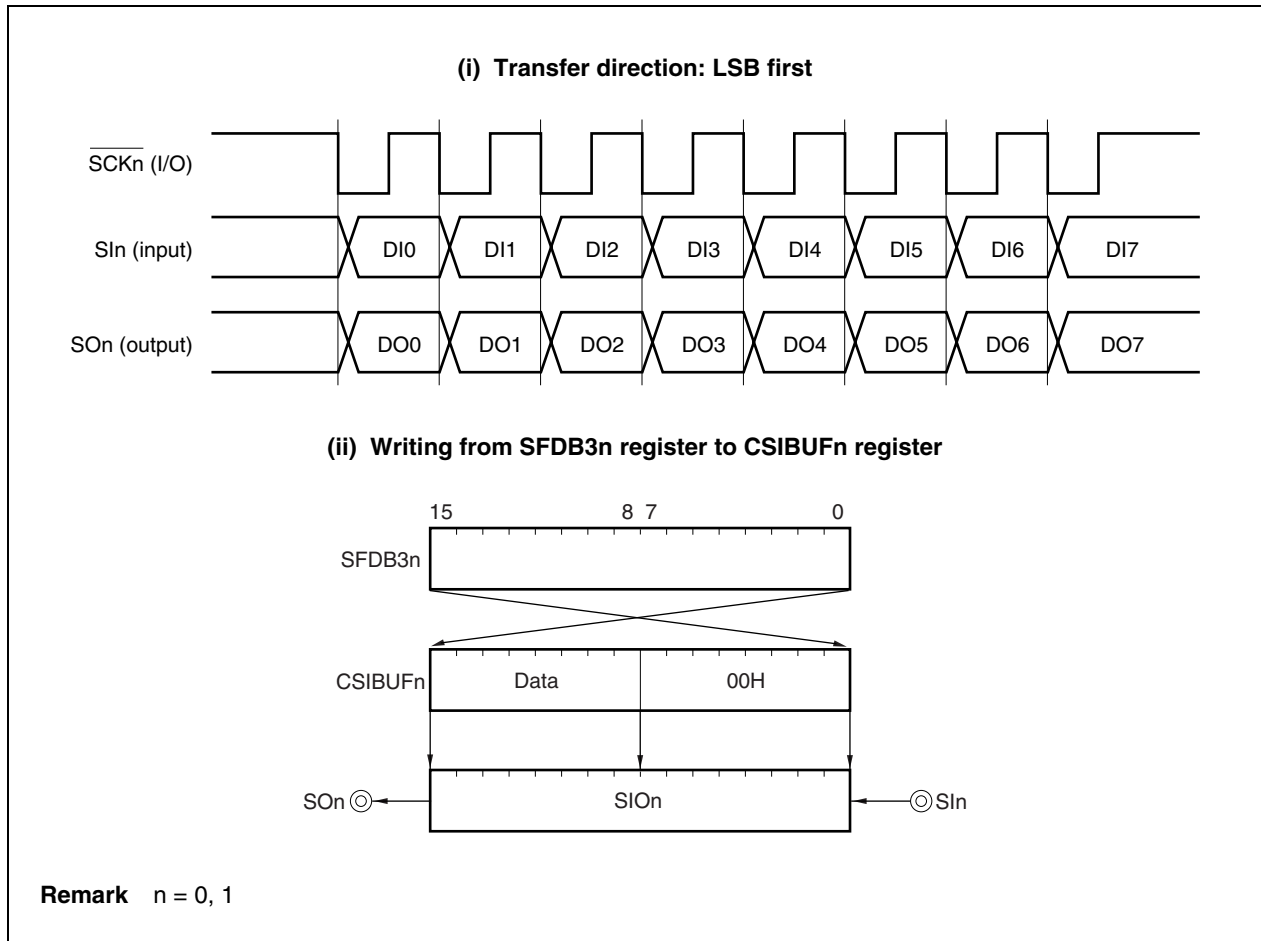 (i) Transfer direction: LSB first
SCKn (I/O)
SIn (input)
DI0 DI1 DI2 DI3 DI4 DI5 DI6 DI7
SOn (output)
DO0 DO1 DO2 DO3 DO4 DO5 DO6 DO7
(ii) Writing from SFDB3n register to CSIBUFn register
15 8 7 0
SFDB3n
CSIBUFn Data 00H
SOn SIOn SIn
Remark n = 0, 1